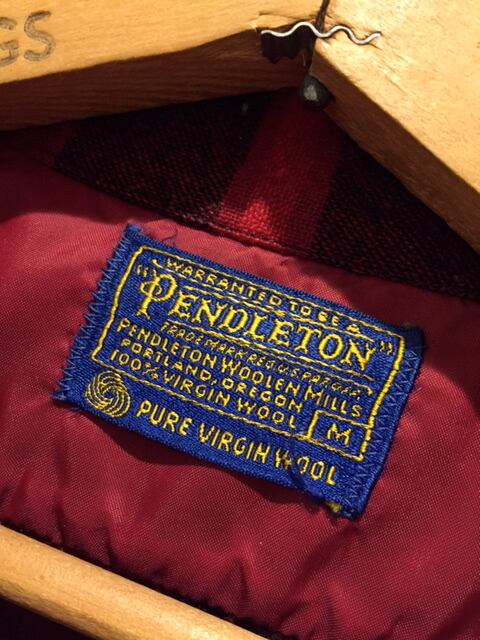 GS
WARRANTED TO BE A
"PENDLETON"
TRADE MARK REG. U.S. PAT. OFF.
PENDLETON WOOLEN MILLS
PORTLAND, OREGON
100% VIRGIN WOOL
M
PURE VIRGIN WOOL